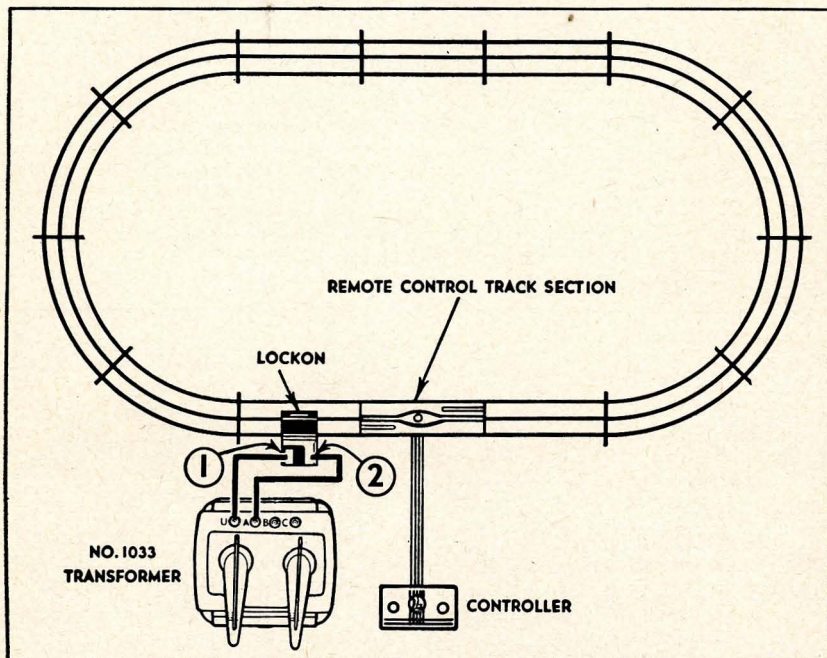 REMOTE CONTROL TRACK SECTION
LOCKON
1
2
U A B C
NO. 1033
TRANSFORMER
CONTROLLER